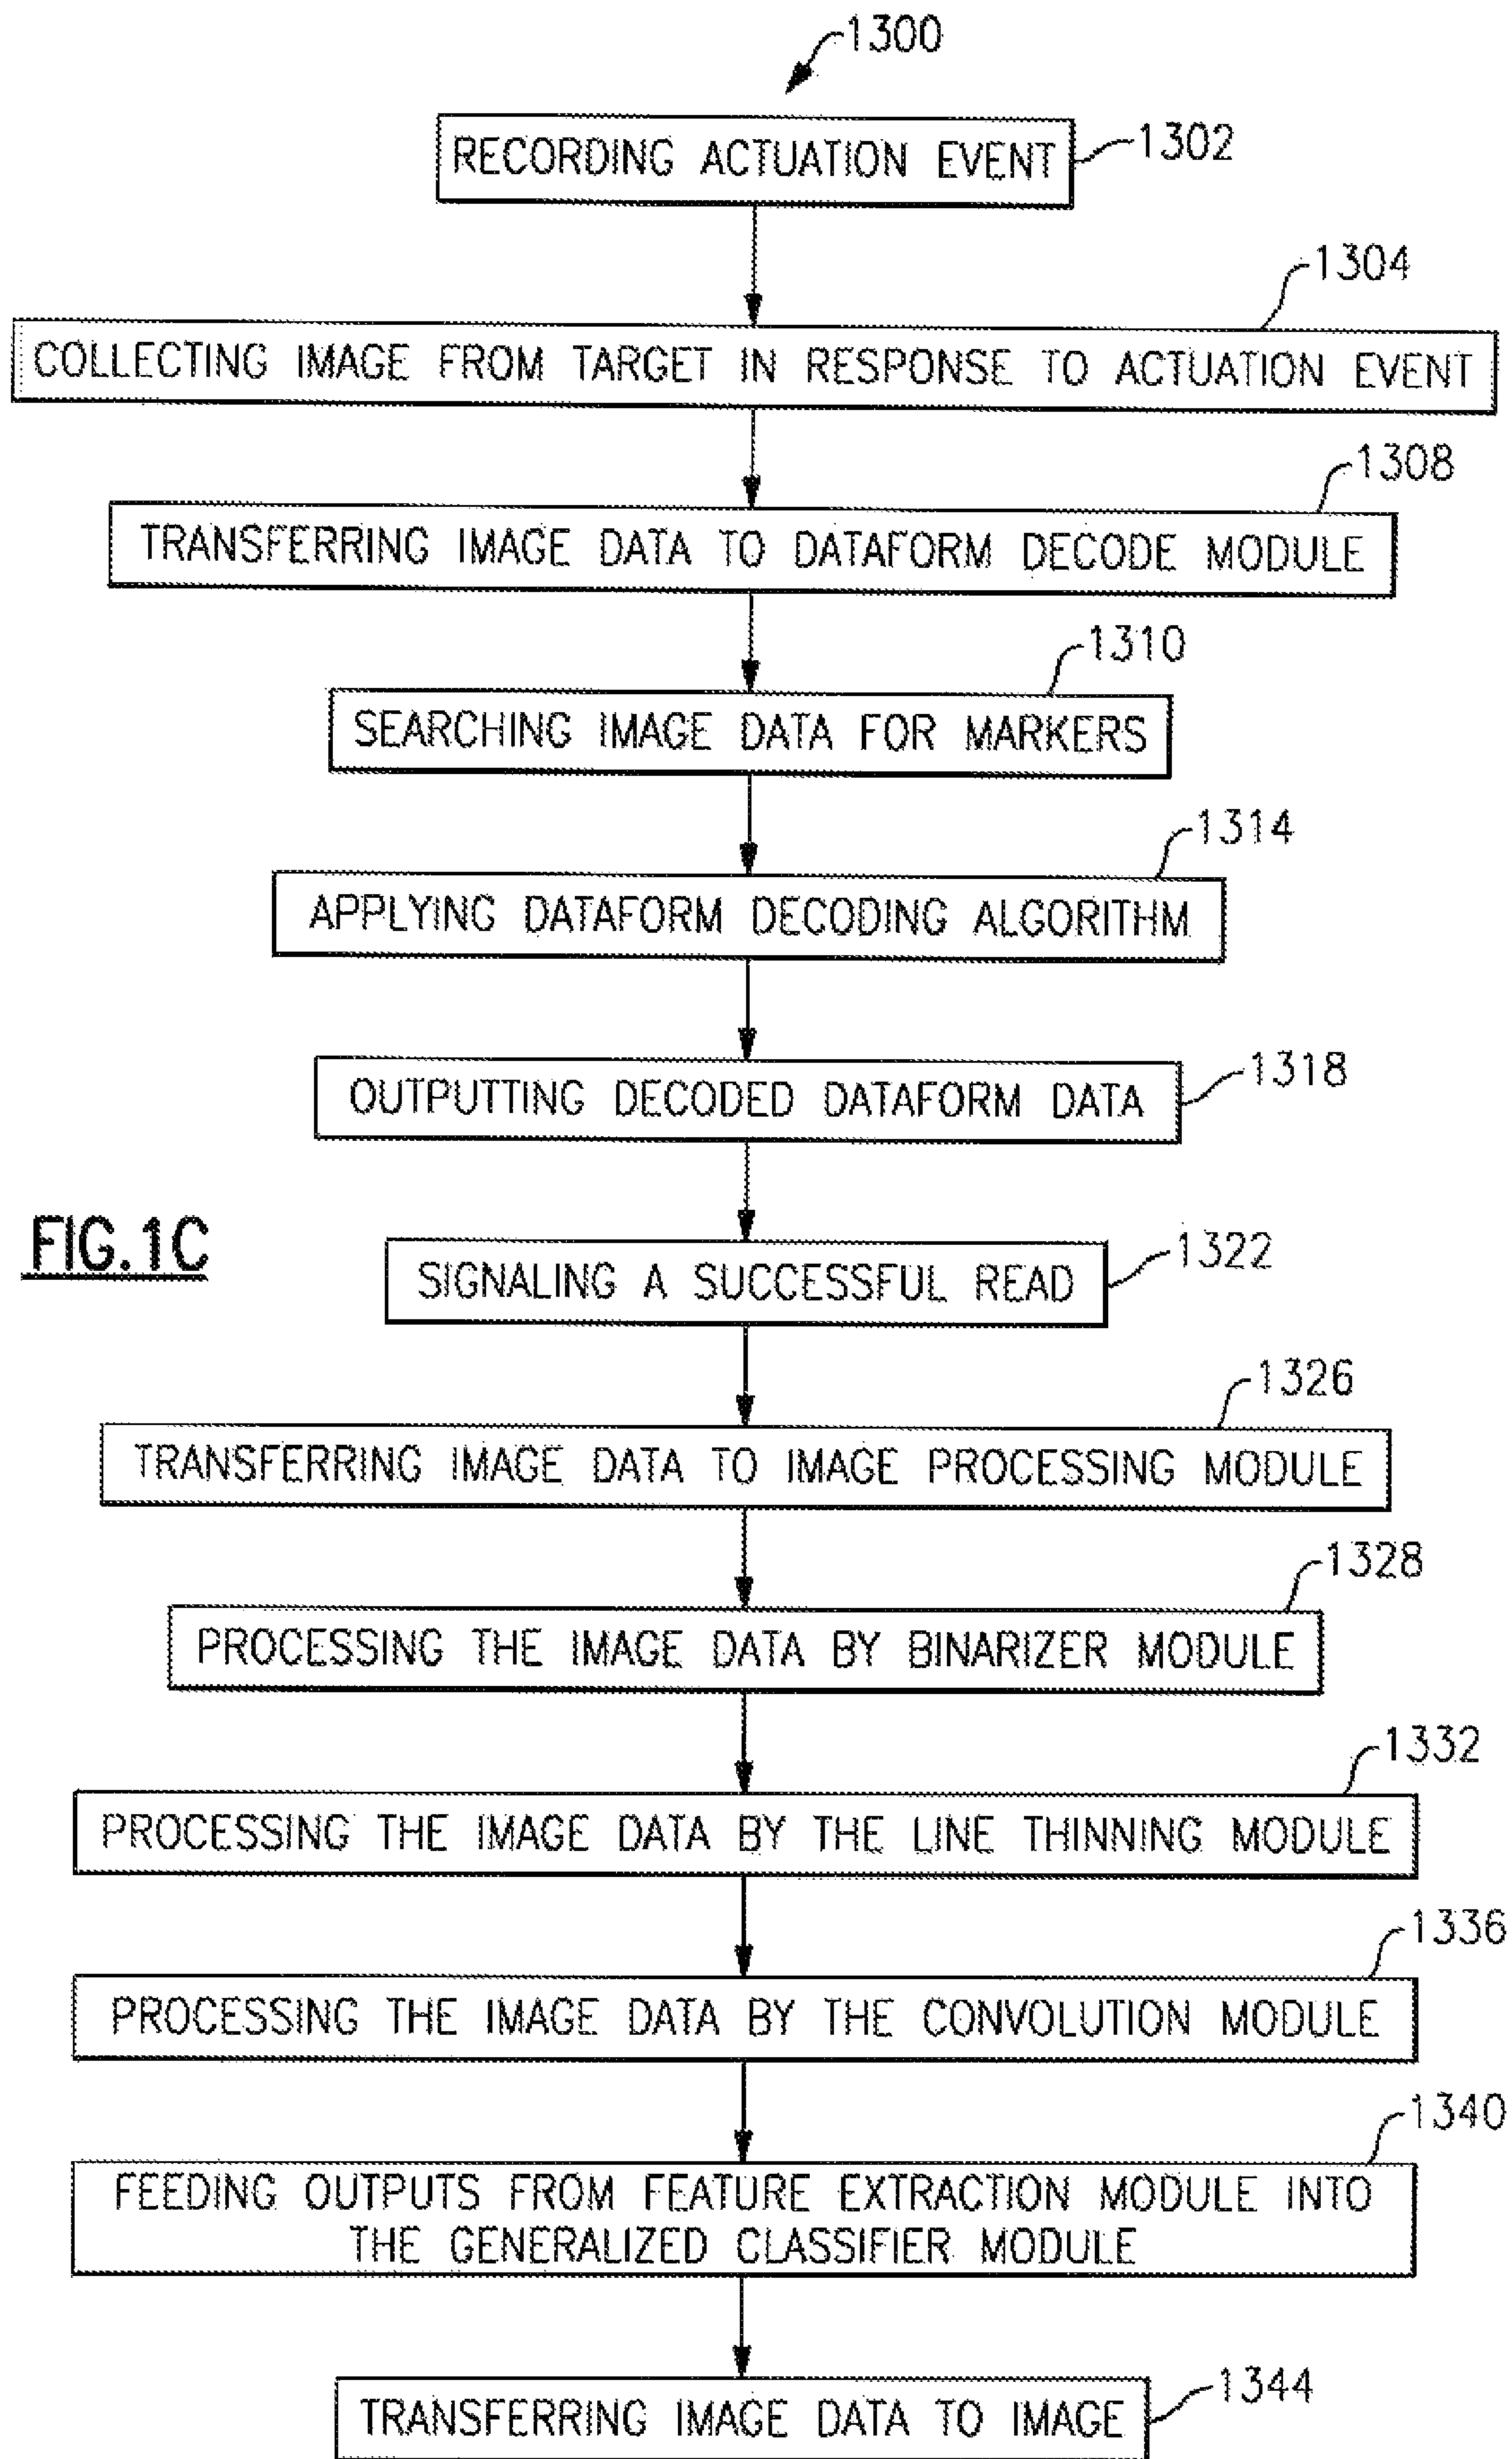 1300
RECORDING ACTUATION EVENT
1302
1304
COLLECTING IMAGE FROM TARGET IN RESPONSE TO ACTUATION EVENT
1308
TRANSFERRING IMAGE DATA TO DATAFORM DECODE MODULE
1310
SEARCHING IMAGE DATA FOR MARKERS
1314
APPLYING DATAFORM DECODING ALGORITHM
OUTPUTTING DECODED DATAFORM DATA
1318
FIG.1C
SIGNALING A SUCCESSFUL READ
1322
1326
TRANSFERRING IMAGE DATA TO IMAGE PROCESSING MODULE
1328
PROCESSING THE IMAGE DATA BY BINARIZER MODULE
1332
PROCESSING THE IMAGE DATA BY THE LINE THINNING MODULE
1336
PROCESSING THE IMAGE DATA BY THE CONVOLUTION MODULE
1340
FEEDING OUTPUTS FROM FEATURE EXTRACTION MODULE INTO
THE GENERALIZED CLASSIFIER MODULE
TRANSFERRING IMAGE DATA TO IMAGE
1344